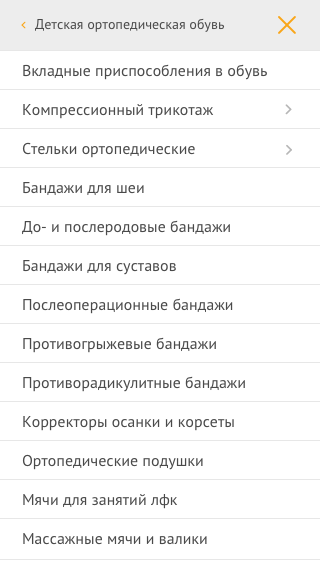 Детская ортопедическая обувь
Вкладные приспособления в обувь
Компрессионный трикотаж
Стельки ортопедические
Бандажи для шеи
До- и послеродовые бандажи
Бандажи для суставов
Послеоперационные бандажи
Противогрыжевые бандажи
Противорадикулитные бандажи
Корректоры осанки и корсеты
Ортопедические подушки
Мячи для занятий лфк
Массажные мячи и валики